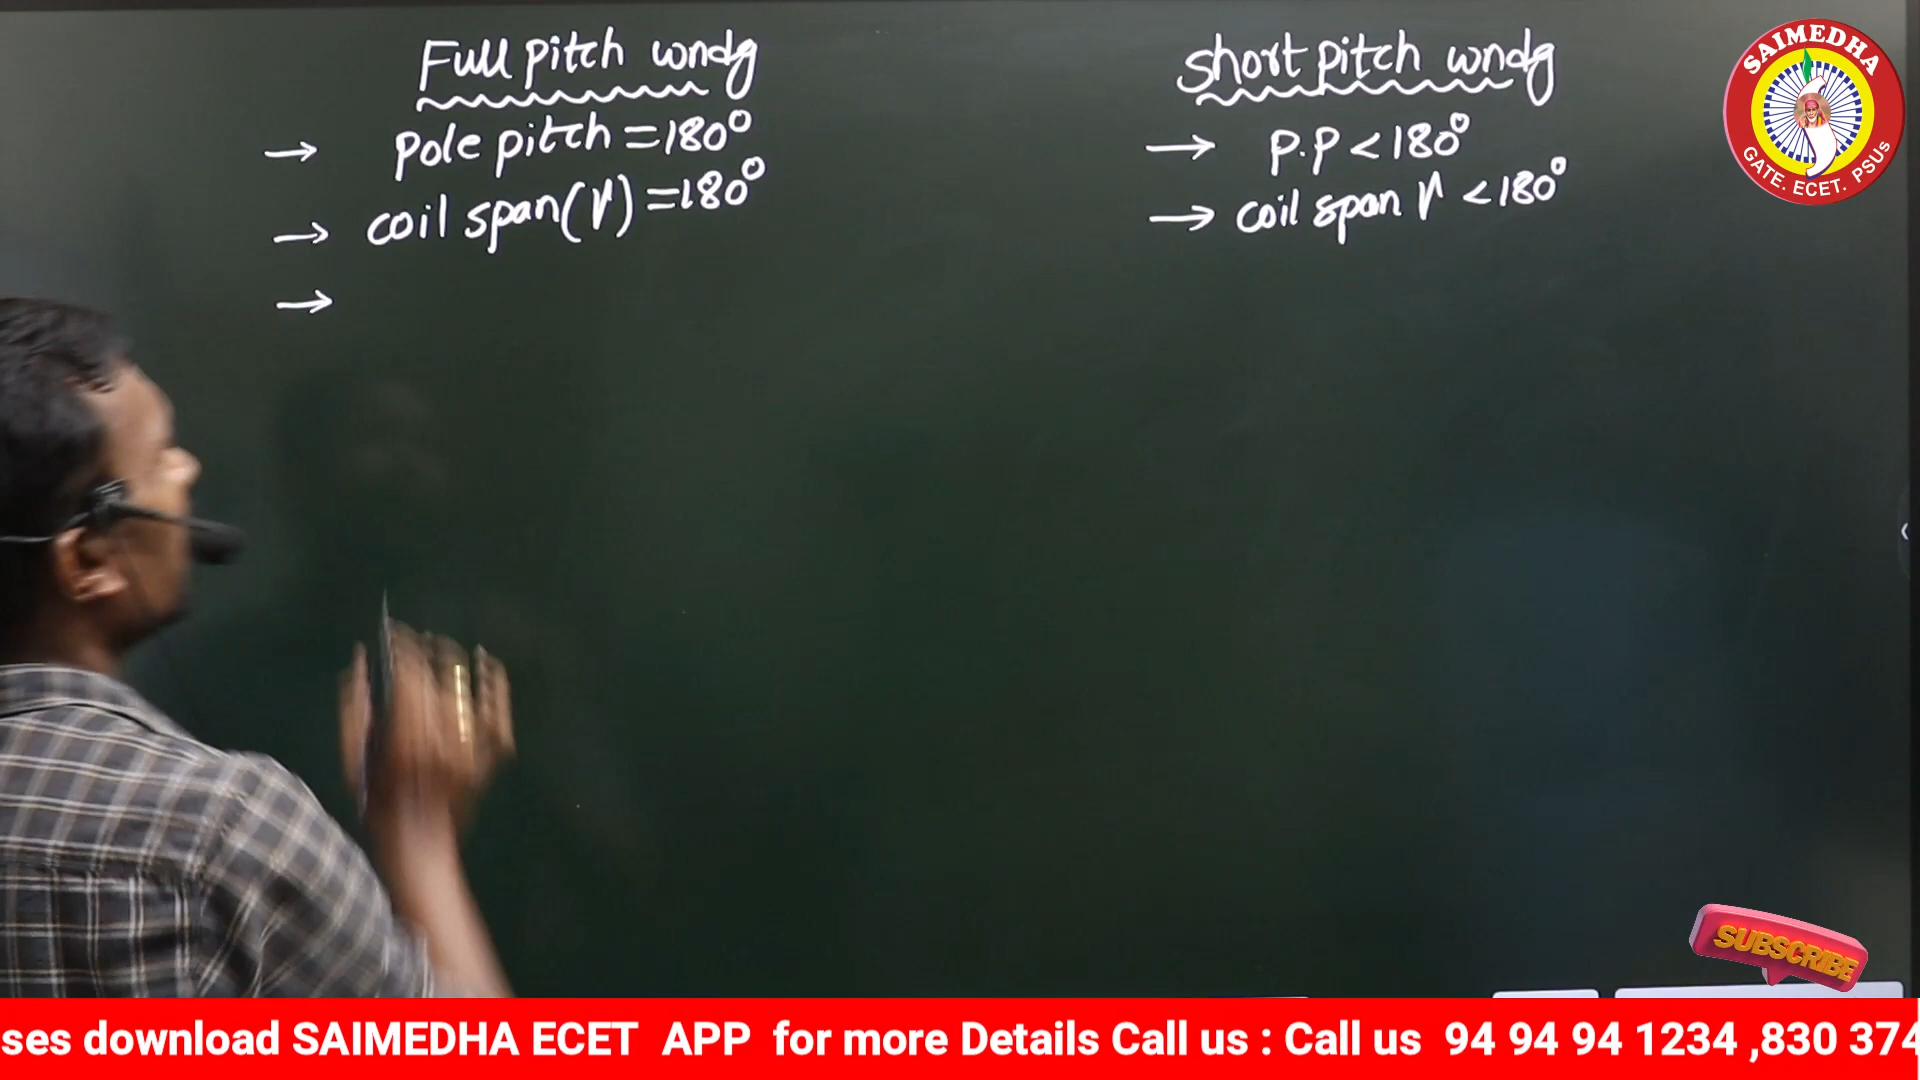 Full pitch wndg
→ pole pitch = 180°
→ coil span(γ) = 180°
→
short pitch wndg
→ P.P < 180°
→ coil span γ < 180°
SAIMEDHA
GATE. ECET. PSUs
SUBSCRIBE
ses download SAIMEDHA ECET APP for more Details Call us : Call us 94 94 94 1234 ,830 374